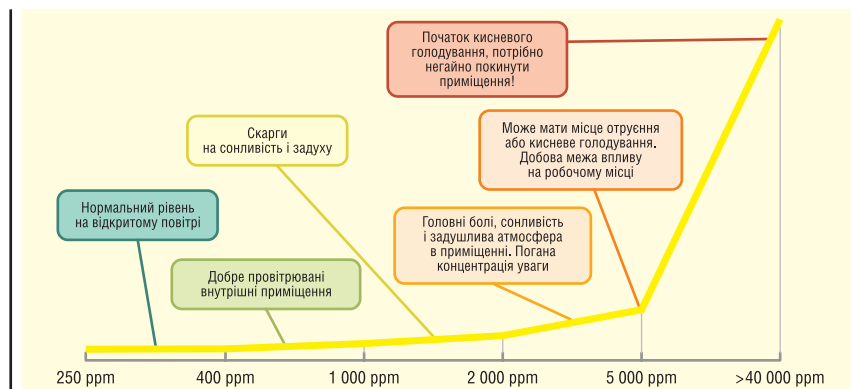 Початок кисневого
голодування, потрібно
негайно покинути
приміщення!
Скарги
на сонливість і задуху
Може мати місце отруєння
або кисневе голодування.
Добова межа впливу
на робочому місці
Нормальний рівень
на відкритому повітрі
Головні болі, сонливість
і задушлива атмосфера
в приміщенні. Погана
концентрація уваги
Добре провітрювані
внутрішні приміщення
250 ppm 400 ppm 1 000 ppm 2 000 ppm 5 000 ppm >40 000 ppm